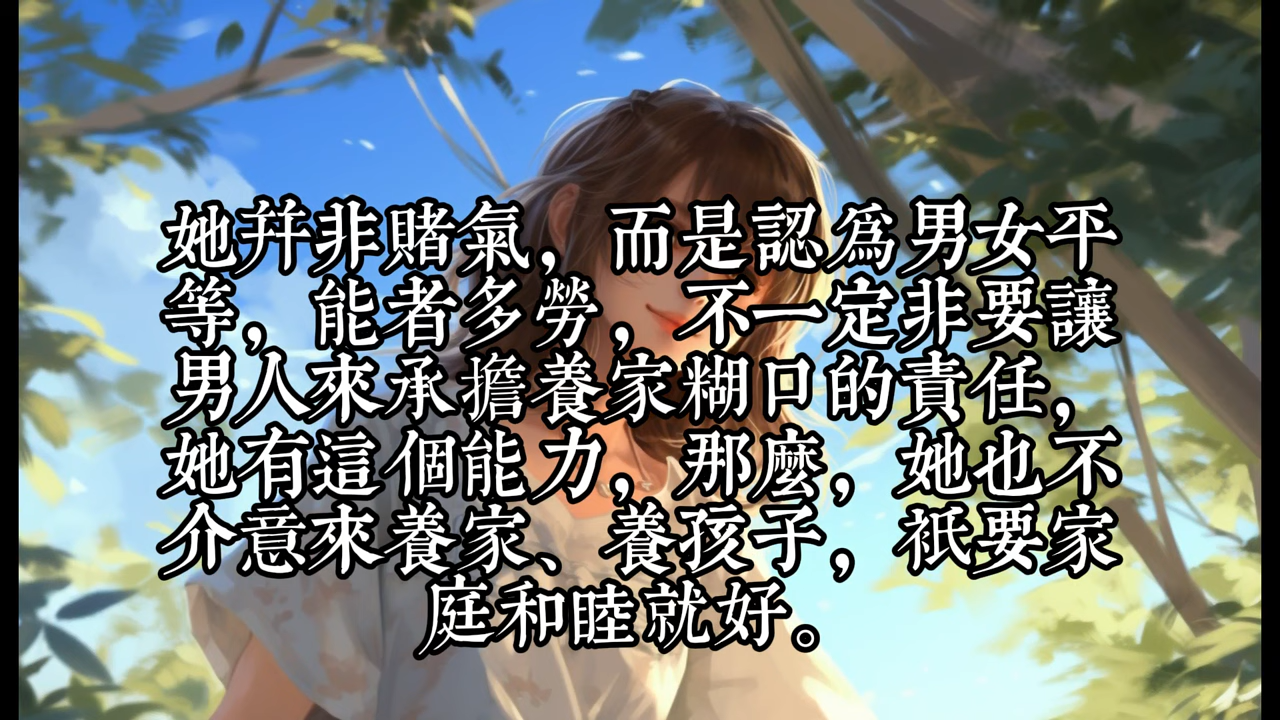 她幷非賭氣，而是認爲男女平
等，能者多勞，不一定非要讓
男人來承擔養家糊口的責任，
她有這個能力，那麼，她也不
介意來養家、養孩子，衹要家
庭和睦就好。